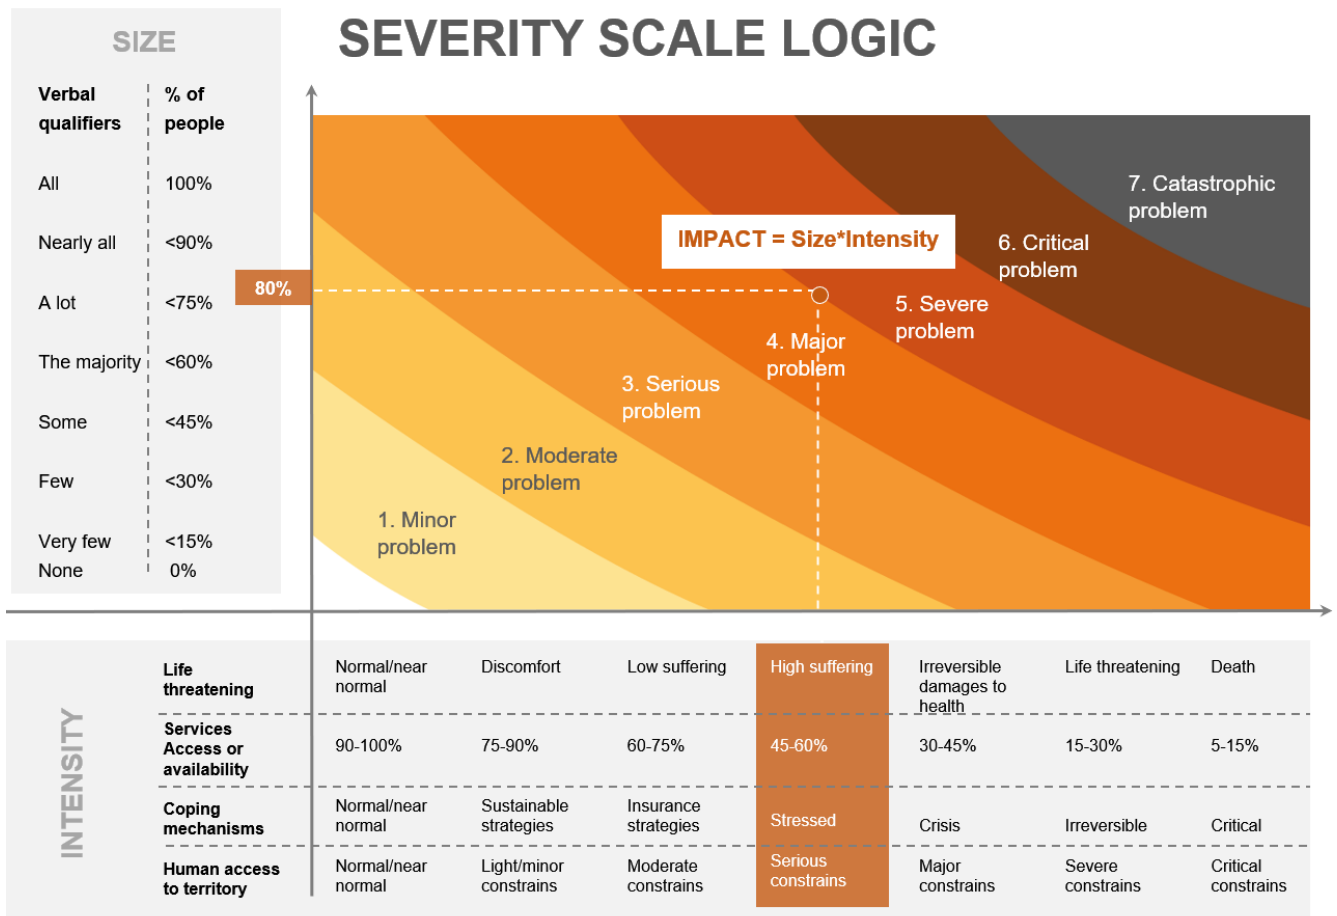 SIZE
SEVERITY SCALE LOGIC
Verbal
qualifiers
% of
people
All
100%
Nearly all
<90%
A lot
<75%
The majority
<60%
Some
<45%
Few
<30%
Very few
<15%
None
0%
80%
IMPACT = Size*Intensity
7. Catastrophic
problem
6. Critical
problem
5. Severe
problem
4. Major
problem
3. Serious
problem
2. Moderate
problem
1. Minor
problem
INTENSITY
Life
threatening
Normal/near
normal
Discomfort
Low suffering
High suffering
Irreversible
damages to
health
Life threatening
Death
Services
Access or
availability
90-100%
75-90%
60-75%
45-60%
30-45%
15-30%
5-15%
Coping
mechanisms
Normal/near
normal
Sustainable
strategies
Insurance
strategies
Stressed
Crisis
Irreversible
Critical
Human access
to territory
Normal/near
normal
Light/minor
constrains
Moderate
constrains
Serious
constrains
Major
constrains
Severe
constrains
Critical
constrains